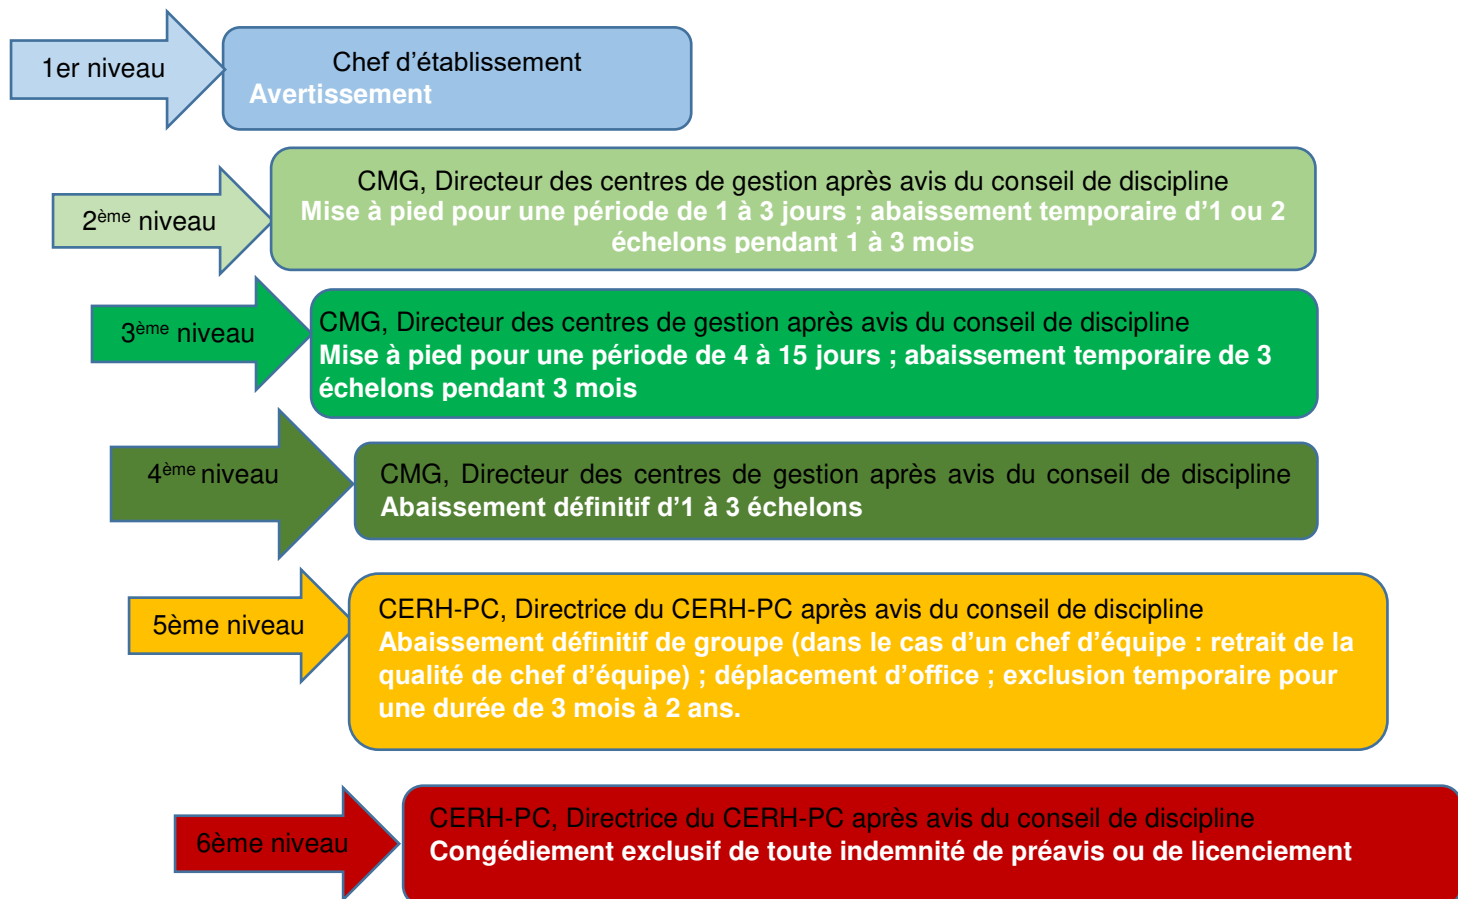 1er niveau
Chef d’établissement
Avertissement
2ème niveau
CMG, Directeur des centres de gestion après avis du conseil de discipline
Mise à pied pour une période de 1 à 3 jours ; abaissement temporaire d’1 ou 2
échelons pendant 1 à 3 mois
3ème niveau
CMG, Directeur des centres de gestion après avis du conseil de discipline
Mise à pied pour une période de 4 à 15 jours ; abaissement temporaire de 3
échelons pendant 3 mois
4ème niveau
CMG, Directeur des centres de gestion après avis du conseil de discipline
Abaissement définitif d’1 à 3 échelons
5ème niveau
CERH-PC, Directrice du CERH-PC après avis du conseil de discipline
Abaissement définitif de groupe (dans le cas d’un chef d’équipe : retrait de la
qualité de chef d’équipe) ; déplacement d’office ; exclusion temporaire pour
une durée de 3 mois à 2 ans.
6ème niveau
CERH-PC, Directrice du CERH-PC après avis du conseil de discipline
Congédiement exclusif de toute indemnité de préavis ou de licenciement